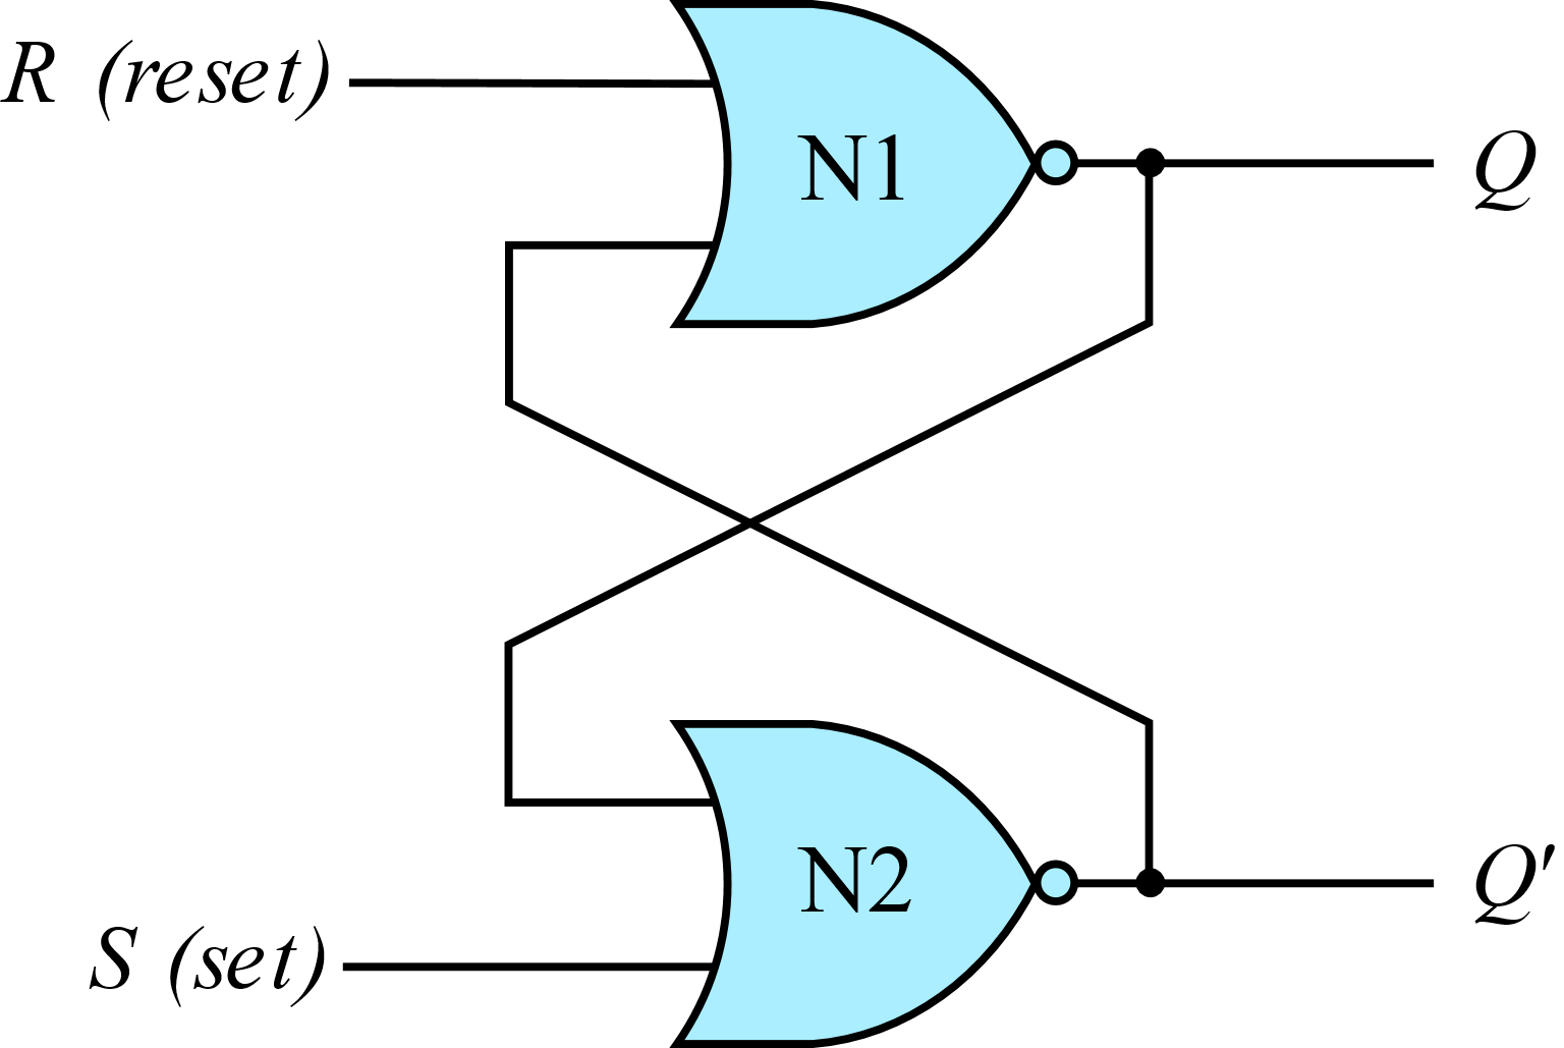 R (reset)
N1
Q
N2
Q'
S (set)